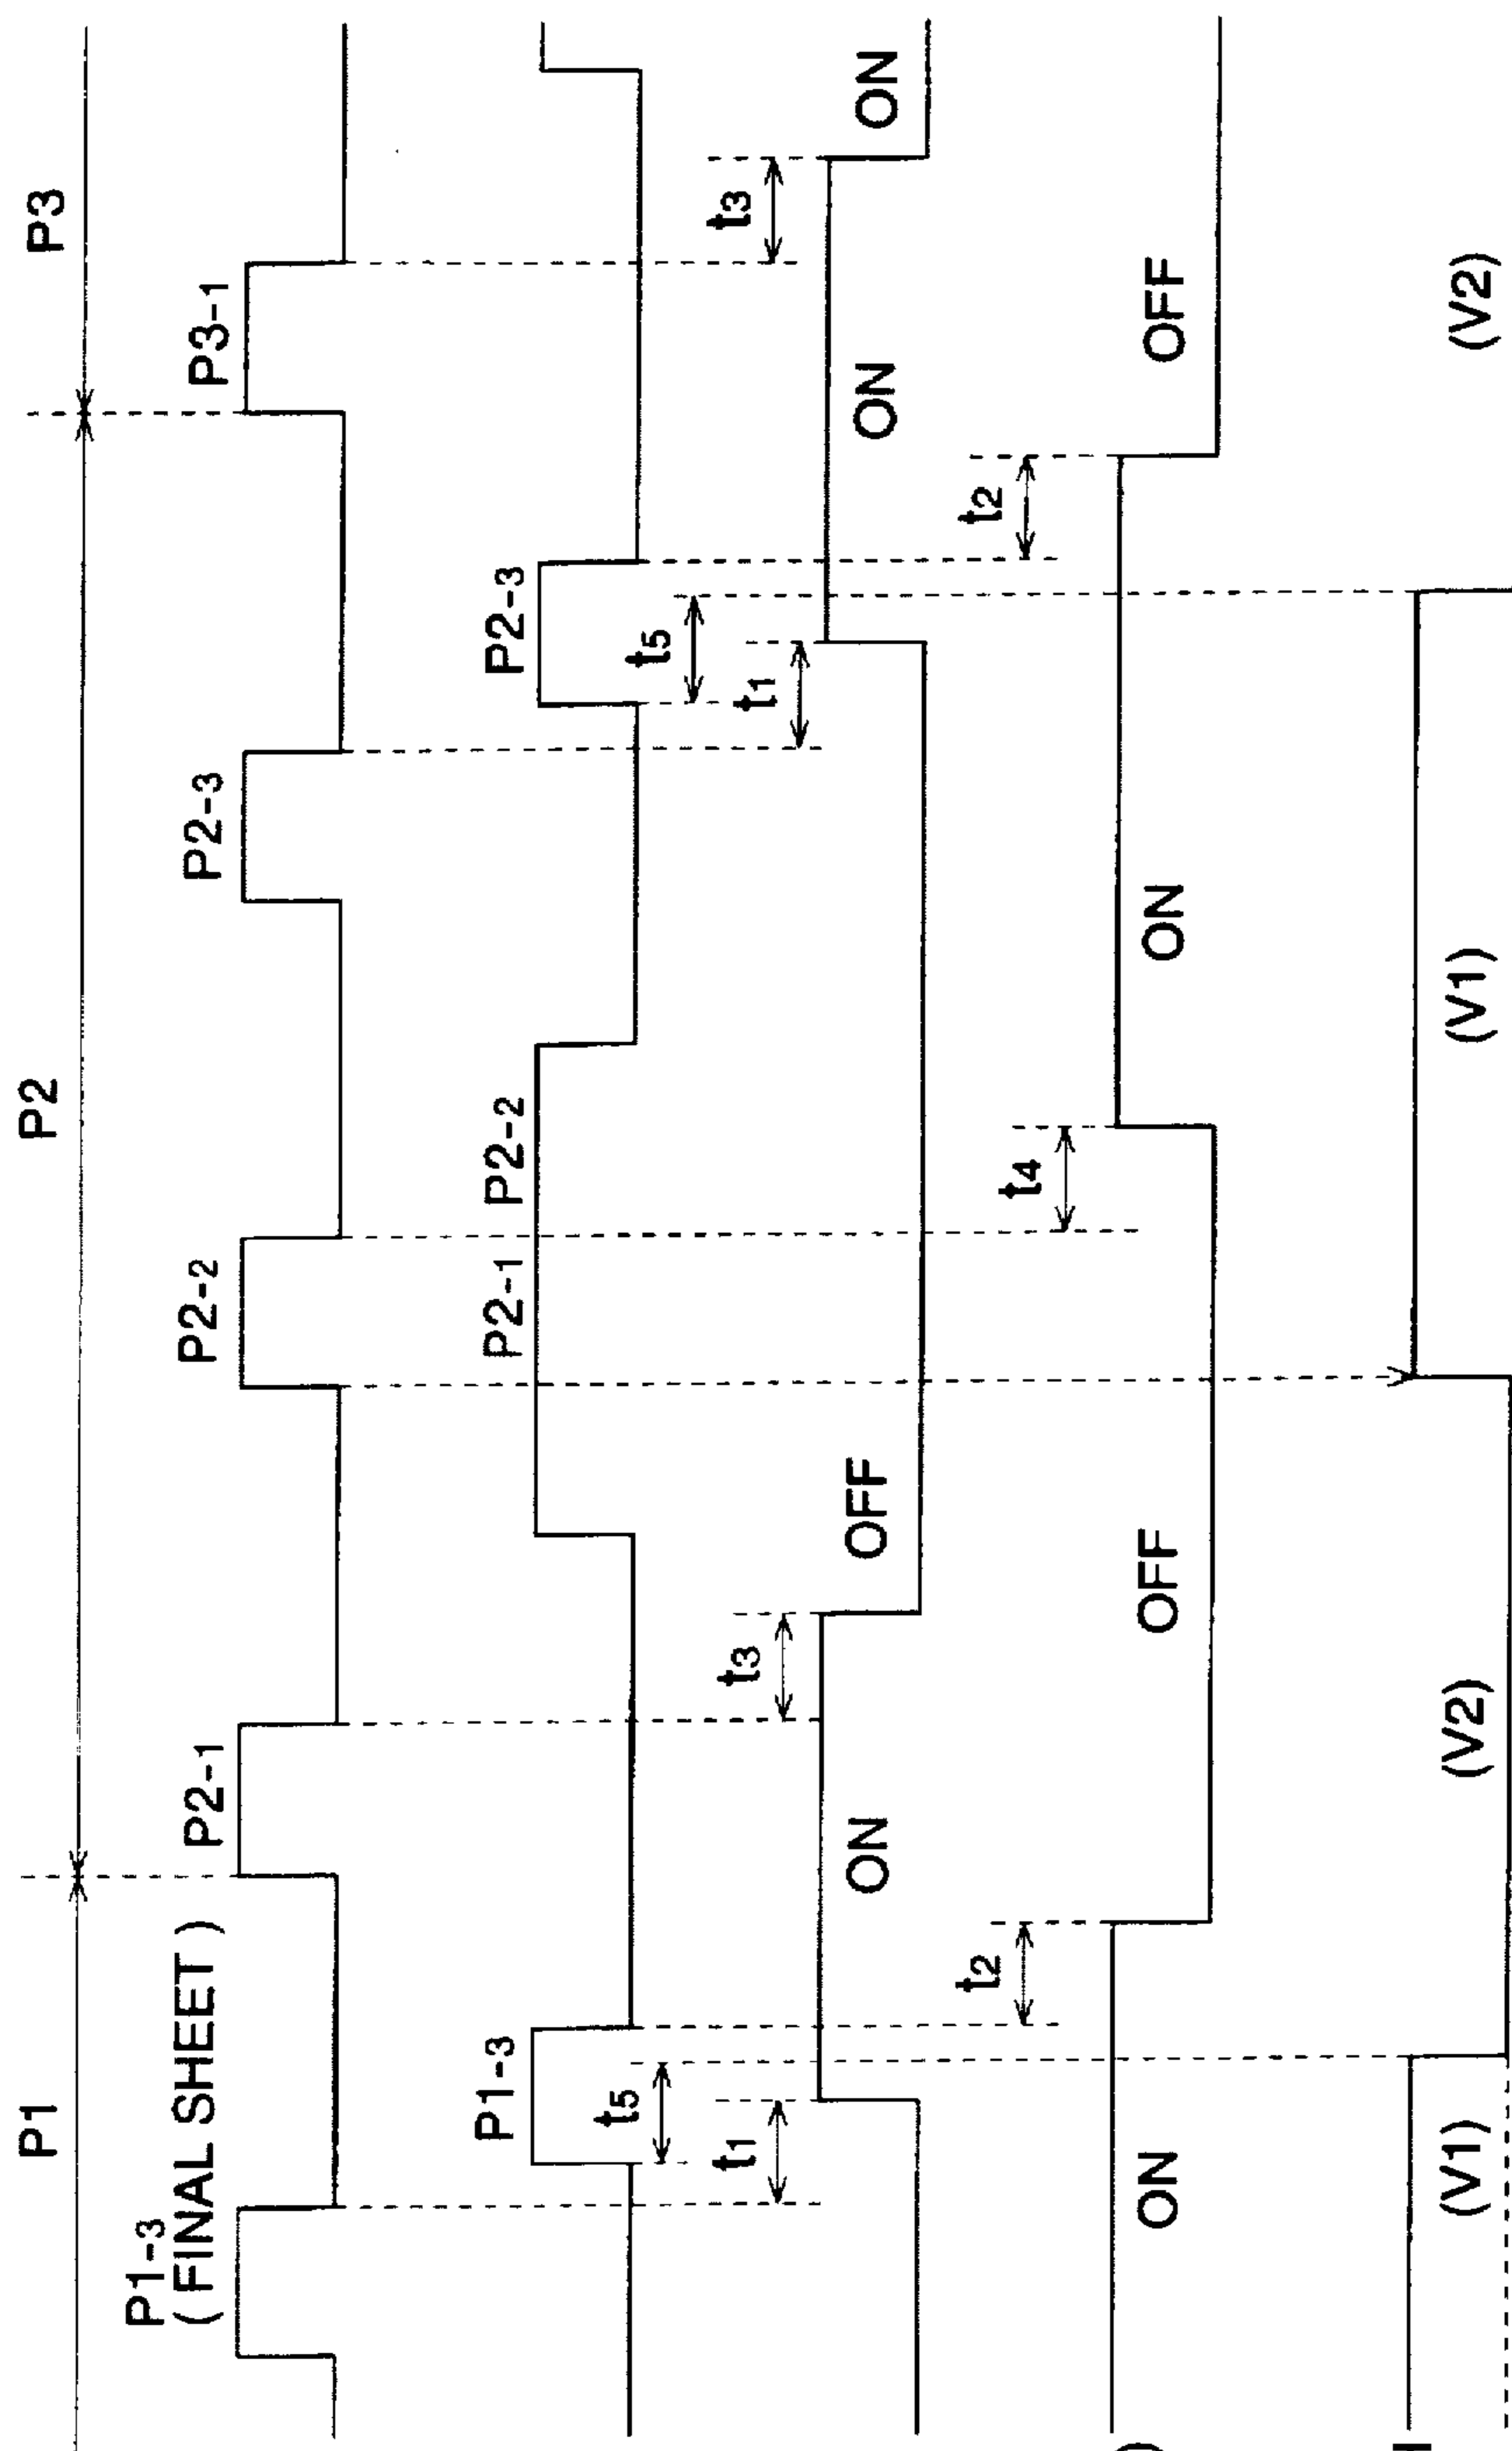 P1 P2 P3
P1-3 P2-1 P2-2 P2-3 P3-1
( FINAL SHEET )
P1-3 P2-1 P2-2 P2-3
t5 t5
t1 t3 t1 t3
ON OFF ON ON
t2 t4 t2
) ON OFF ON OFF
(V1) (V2) (V1) (V2)